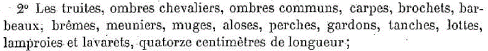 2° Les truites, ombres chevaliers, ombres communs, carpes, brochets, bar-
beaux, brêmes, meuniers, muges, aloses, perches, gardons, tanches, lottes,
lamproies et lavarets, quatorze centimètres de longueur;